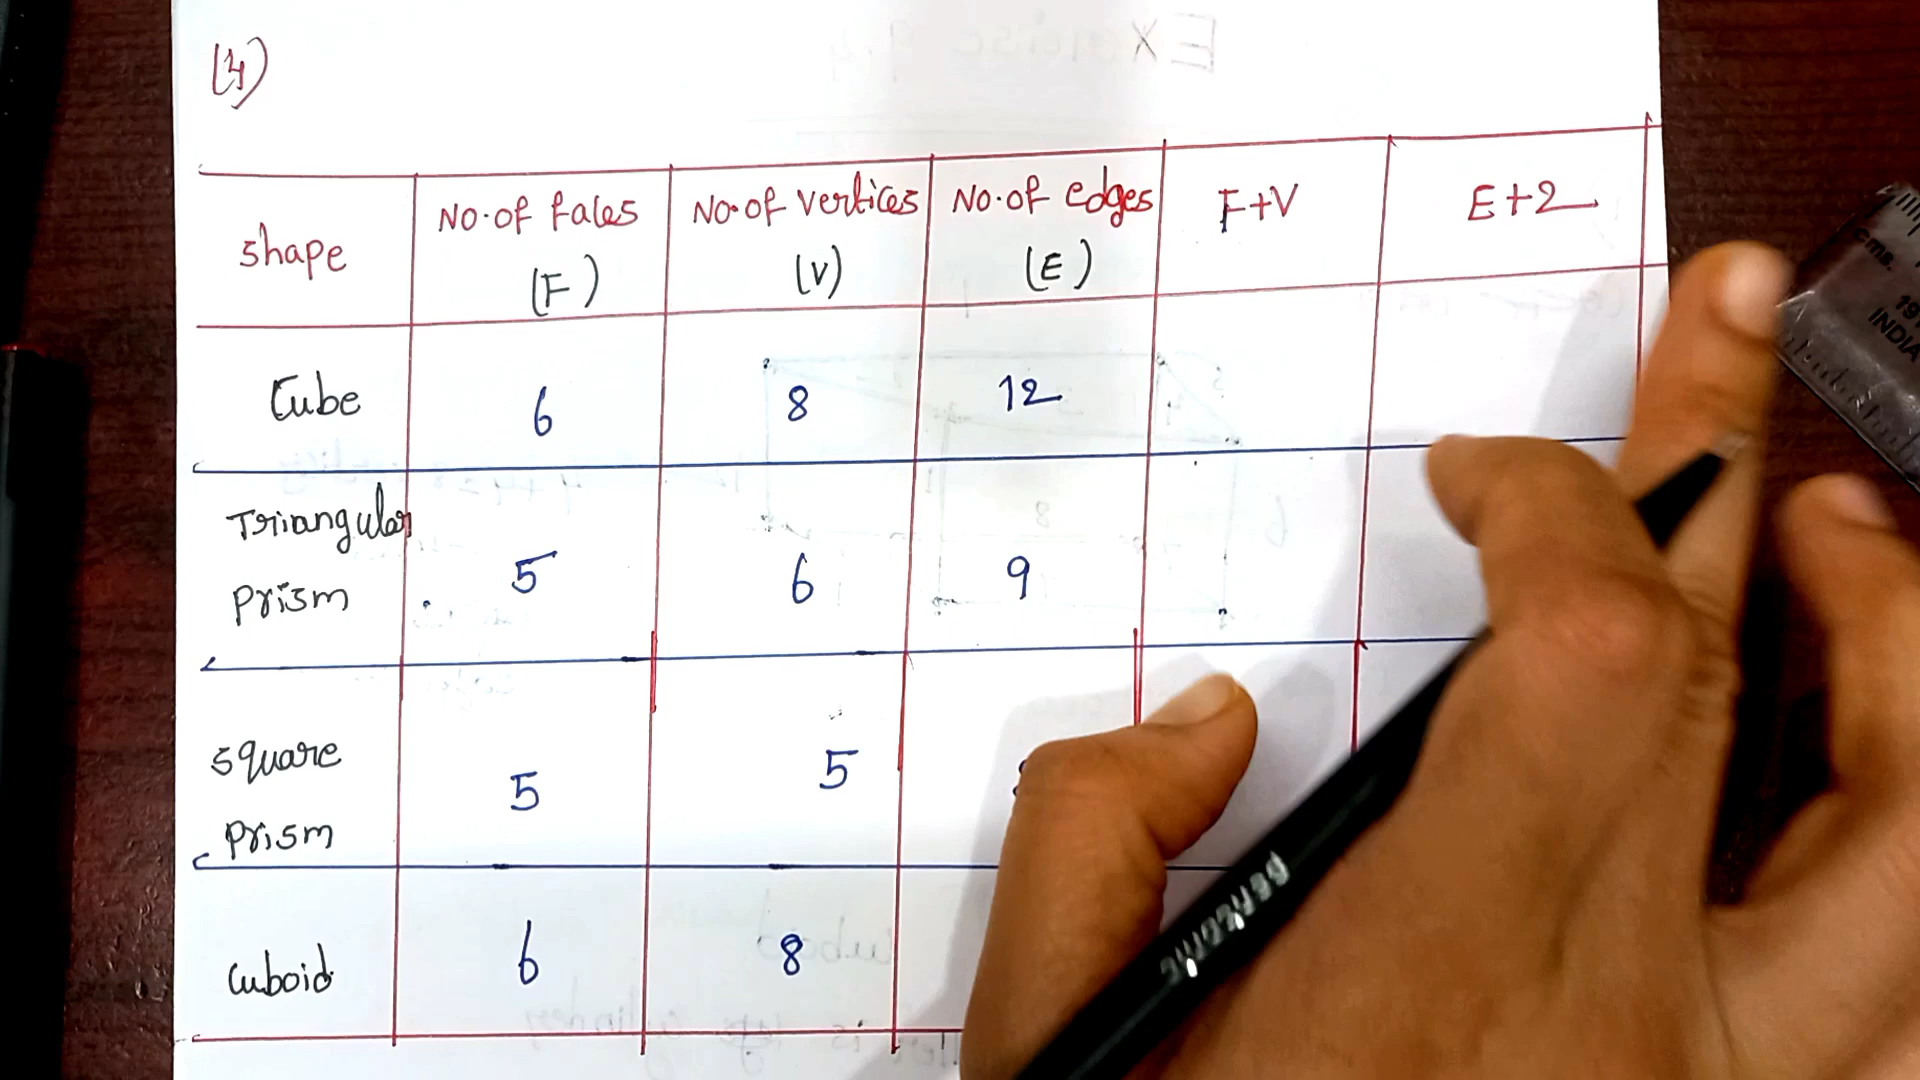 (4)
Shape No. of faces (F) No. of vertices (V) No. of edges (E) F+V E+2
Cube 6 8 12
Triangular prism 5 6 9
Square prism 5 5
Cuboid 6 8
cms.
INDIA
PENTONIC